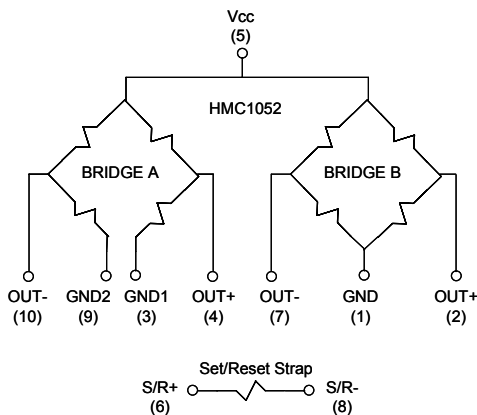 Vcc
(5)
HMC1052
BRIDGE A
BRIDGE B
OUT- GND2 GND1 OUT+ OUT- GND OUT+
(10) (9) (3) (4) (7) (1) (2)
Set/Reset Strap
S/R+ S/R-
(6) (8)